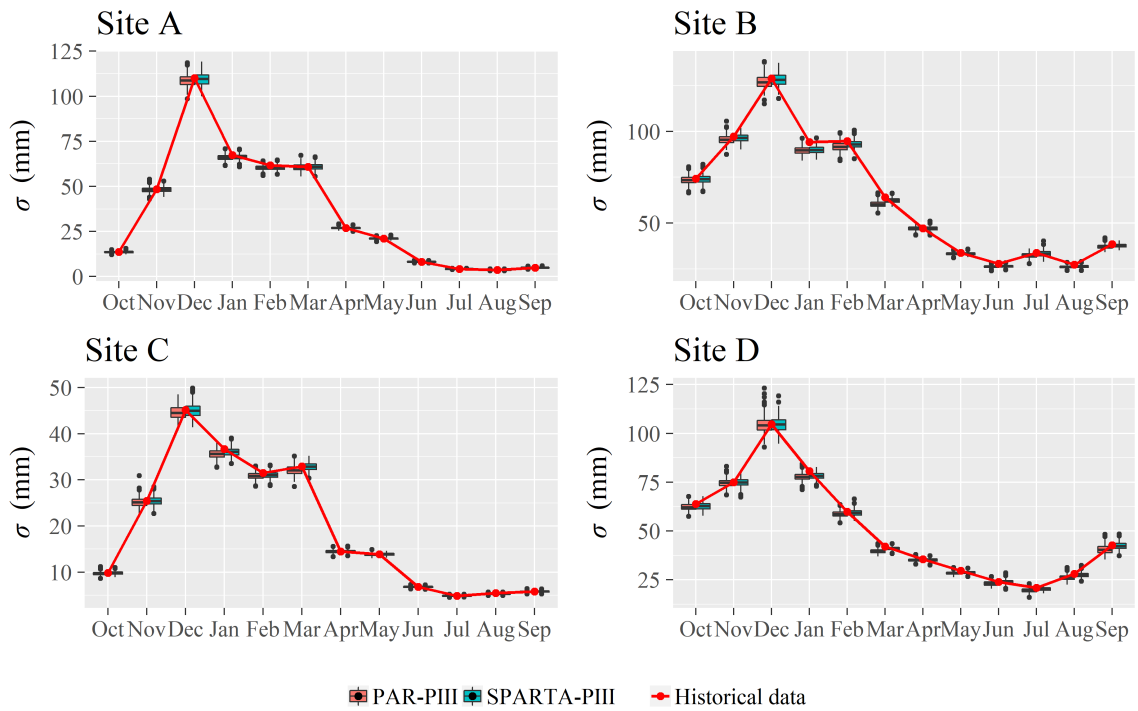 Site A
Site B
σ (mm)
125
100
75
50
25
0
Oct Nov Dec Jan Feb Mar Apr May Jun Jul Aug Sep
σ (mm)
100
50
Oct Nov Dec Jan Feb Mar Apr May Jun Jul Aug Sep
Site C
Site D
σ (mm)
50
40
30
20
10
Oct Nov Dec Jan Feb Mar Apr May Jun Jul Aug Sep
σ (mm)
125
100
75
50
25
Oct Nov Dec Jan Feb Mar Apr May Jun Jul Aug Sep
PAR-PIII SPARTA-PIII Historical data